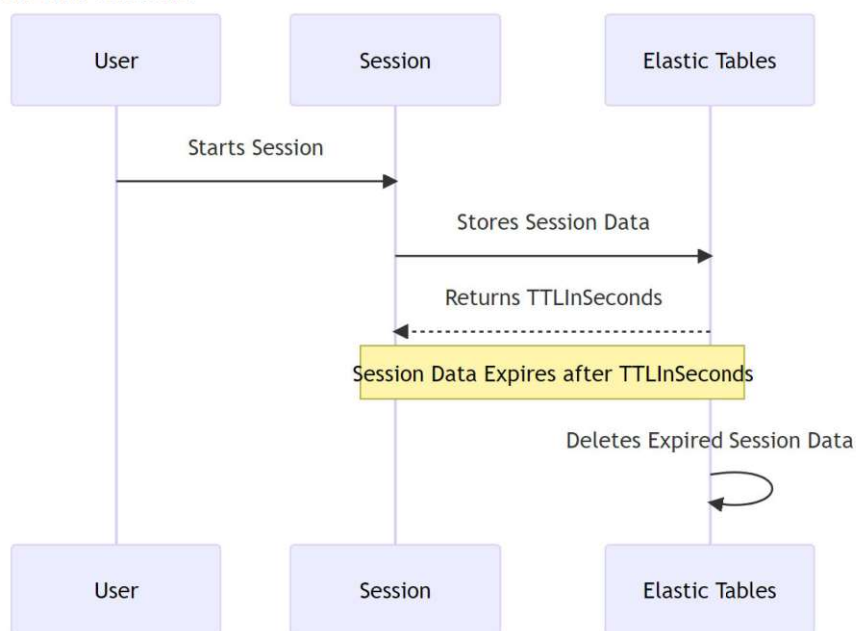 User
Session
Elastic Tables
Starts Session
Stores Session Data
Returns TTLInSeconds
Session Data Expires after TTLInSeconds
Deletes Expired Session Data
User
Session
Elastic Tables